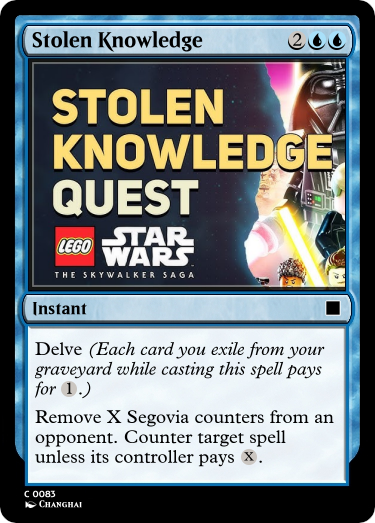 Stolen Knowledge 2UU
STOLEN
KNOWLEDGE
QUEST
LEGO STAR WARS
THE SKYWALKER SAGA
Instant
Delve (Each card you exile from your
graveyard while casting this spell pays
for 1.)
Remove X Segovia counters from an
opponent. Counter target spell
unless its controller pays X.
C 0083
CHANGHAI